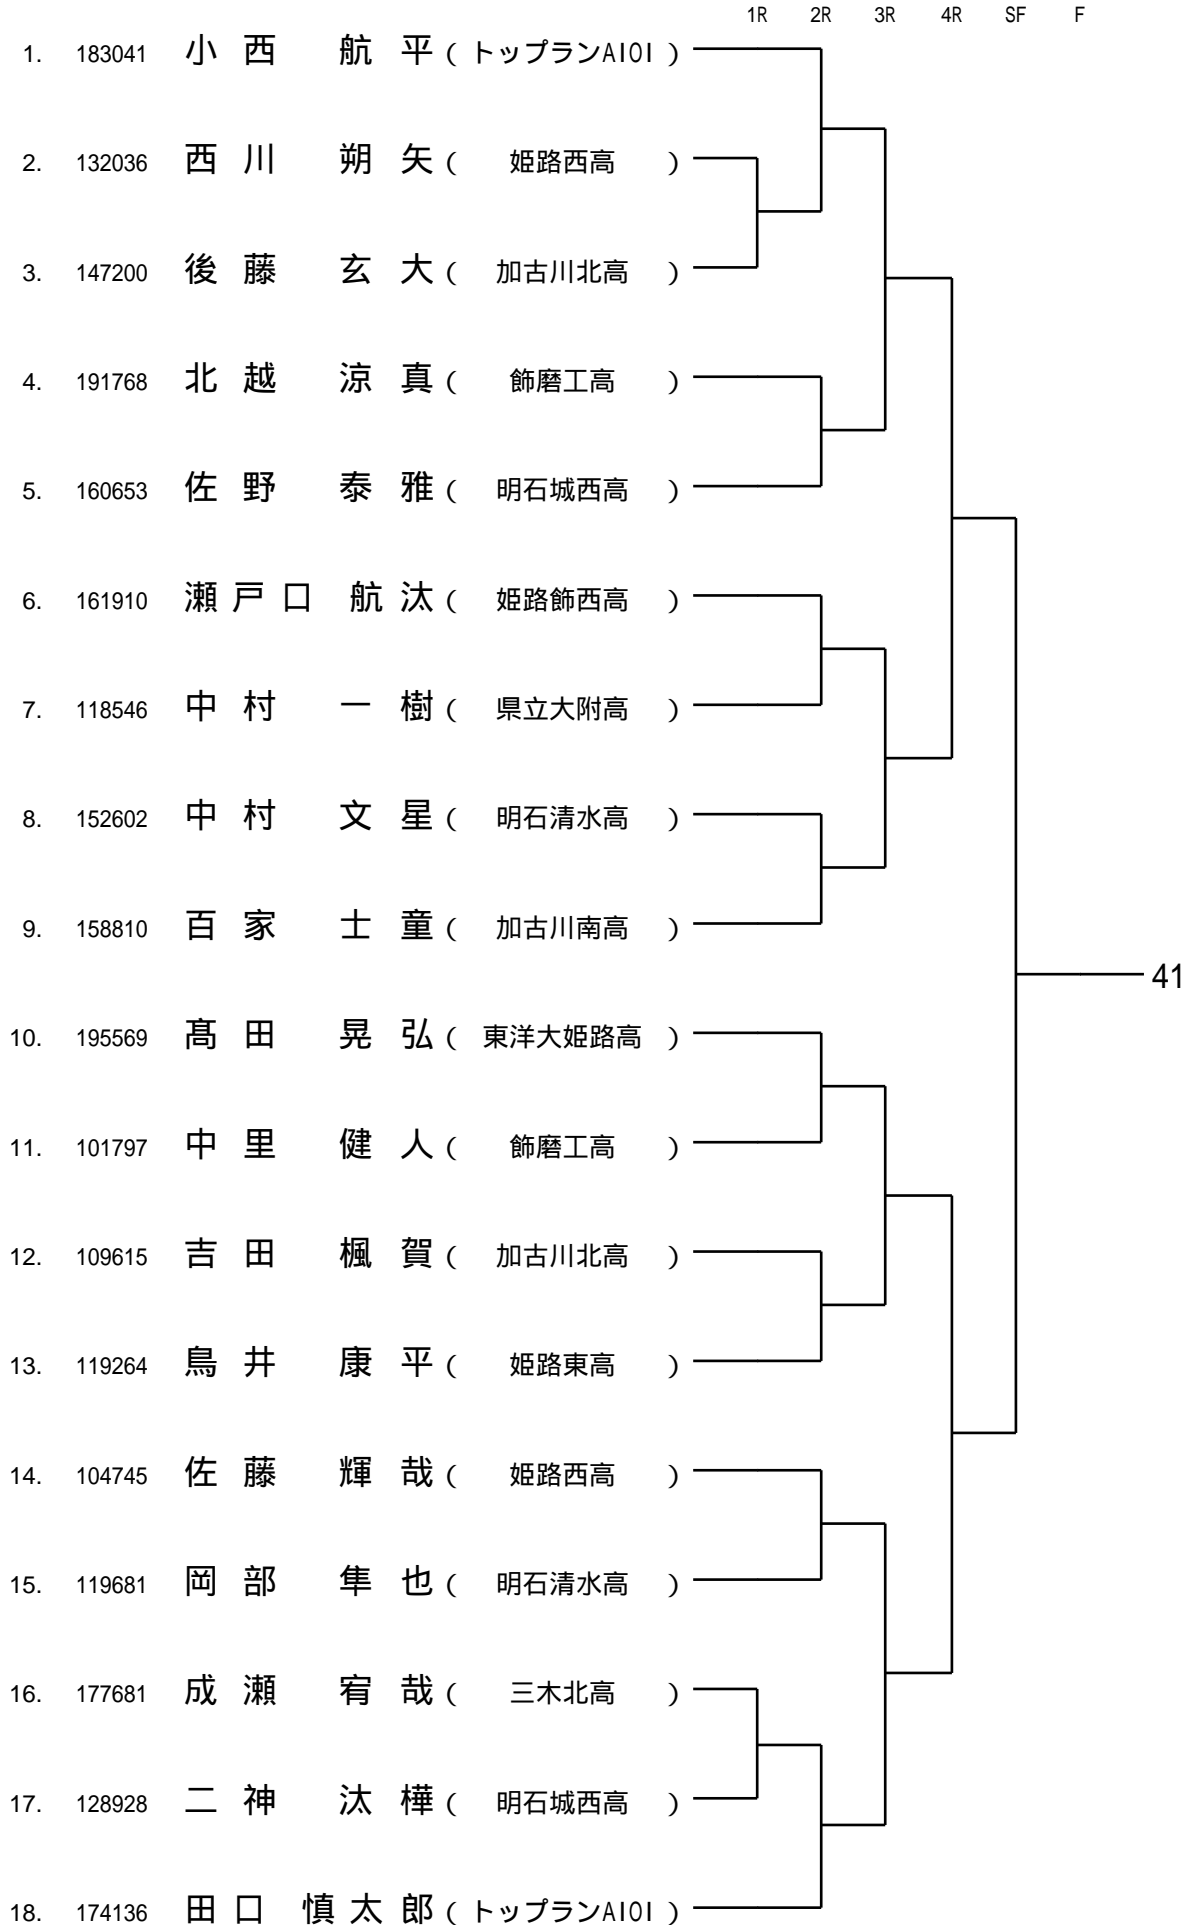 1R 2R 3R 4R SF F
1. 183041 小西 航平 ( トップランAIOI )
2. 132036 西川 朔矢 ( 姫路西高 )
3. 147200 後藤 玄大 ( 加古川北高 )
4. 191768 北越 涼真 ( 飾磨工高 )
5. 160653 佐野 泰雅 ( 明石城西高 )
6. 161910 瀬戸口 航汰 ( 姫路飾西高 )
7. 118546 中村 一樹 ( 県立大附高 )
8. 152602 中村 文星 ( 明石清水高 )
9. 158810 百家 士童 ( 加古川南高 )
41
10. 195569 髙田 晃弘 ( 東洋大姫路高 )
11. 101797 中里 健人 ( 飾磨工高 )
12. 109615 吉田 楓賀 ( 加古川北高 )
13. 119264 鳥井 康平 ( 姫路東高 )
14. 104745 佐藤 輝哉 ( 姫路西高 )
15. 119681 岡部 隼也 ( 明石清水高 )
16. 177681 成瀬 宥哉 ( 三木北高 )
17. 128928 二神 汰樺 ( 明石城西高 )
18. 174136 田口 慎太郎 ( トップランAIOI )